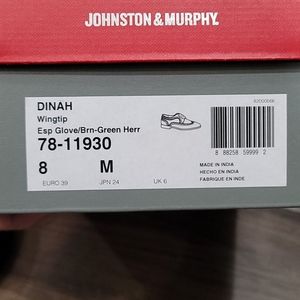 JOHNSTON & MURPHY.
DINAH
Wingtip
Esp Glove/Brn-Green Herr
78-11930
8 M
EURO 39 JPN 24 UK 6
8 88258 59999 2
MADE IN INDIA
HECHO EN INDIA
FABRIQUE EN INDE